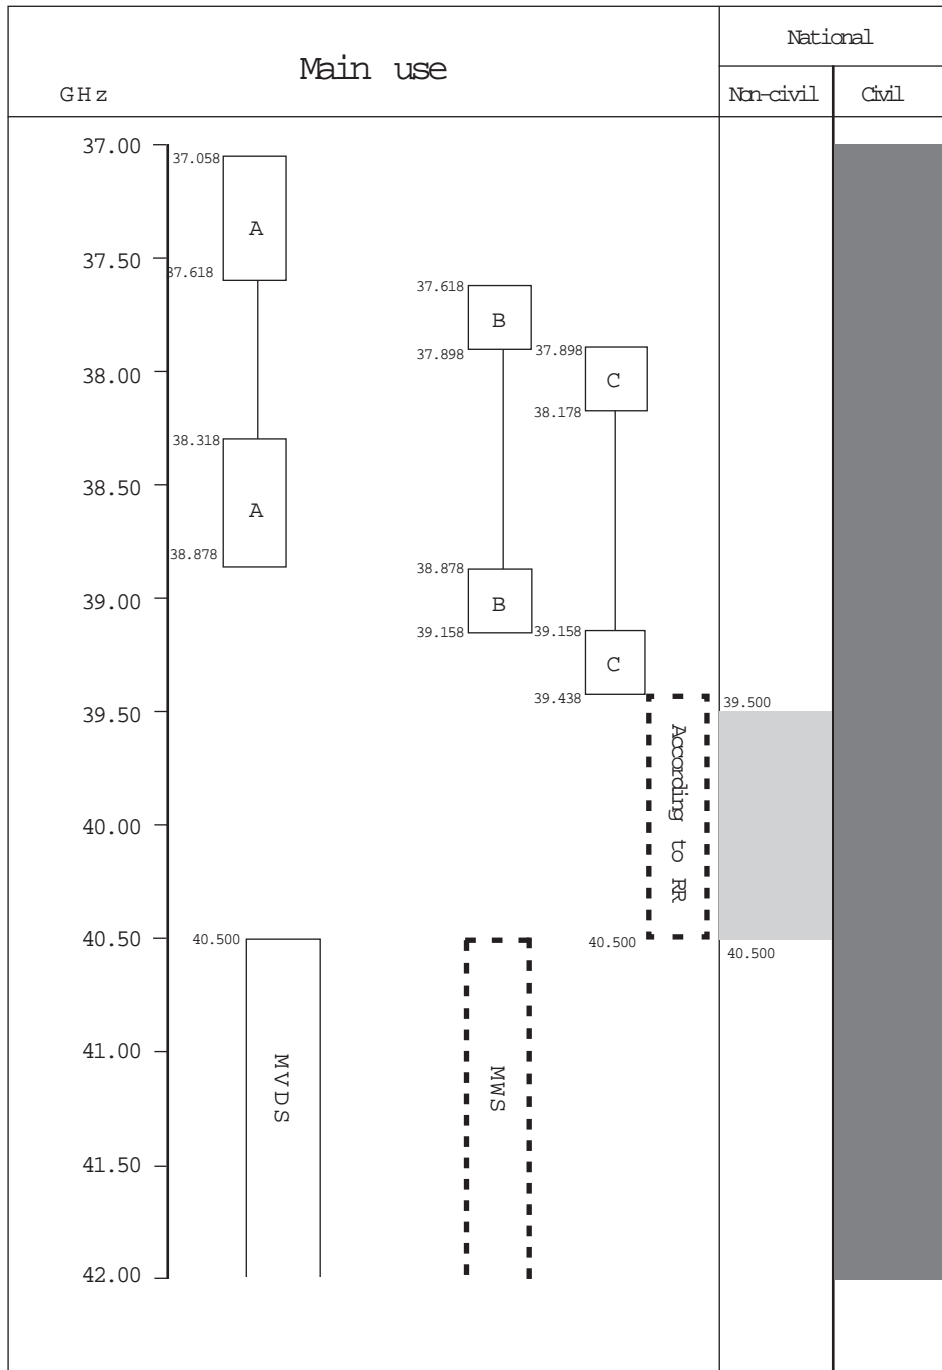 National
Main use
GHz
Non-civil
Civil
37.00
37.058
A
37.50
37.618
37.618
B
37.898
37.898
C
38.00
38.178
38.318
38.50
A
38.878
38.878
39.00
B
39.158
39.158
C
39.438
39.500
39.50
According to RR
40.00
40.50
40.500
40.500
40.500
41.00
MVDS
MWS
41.50
42.00